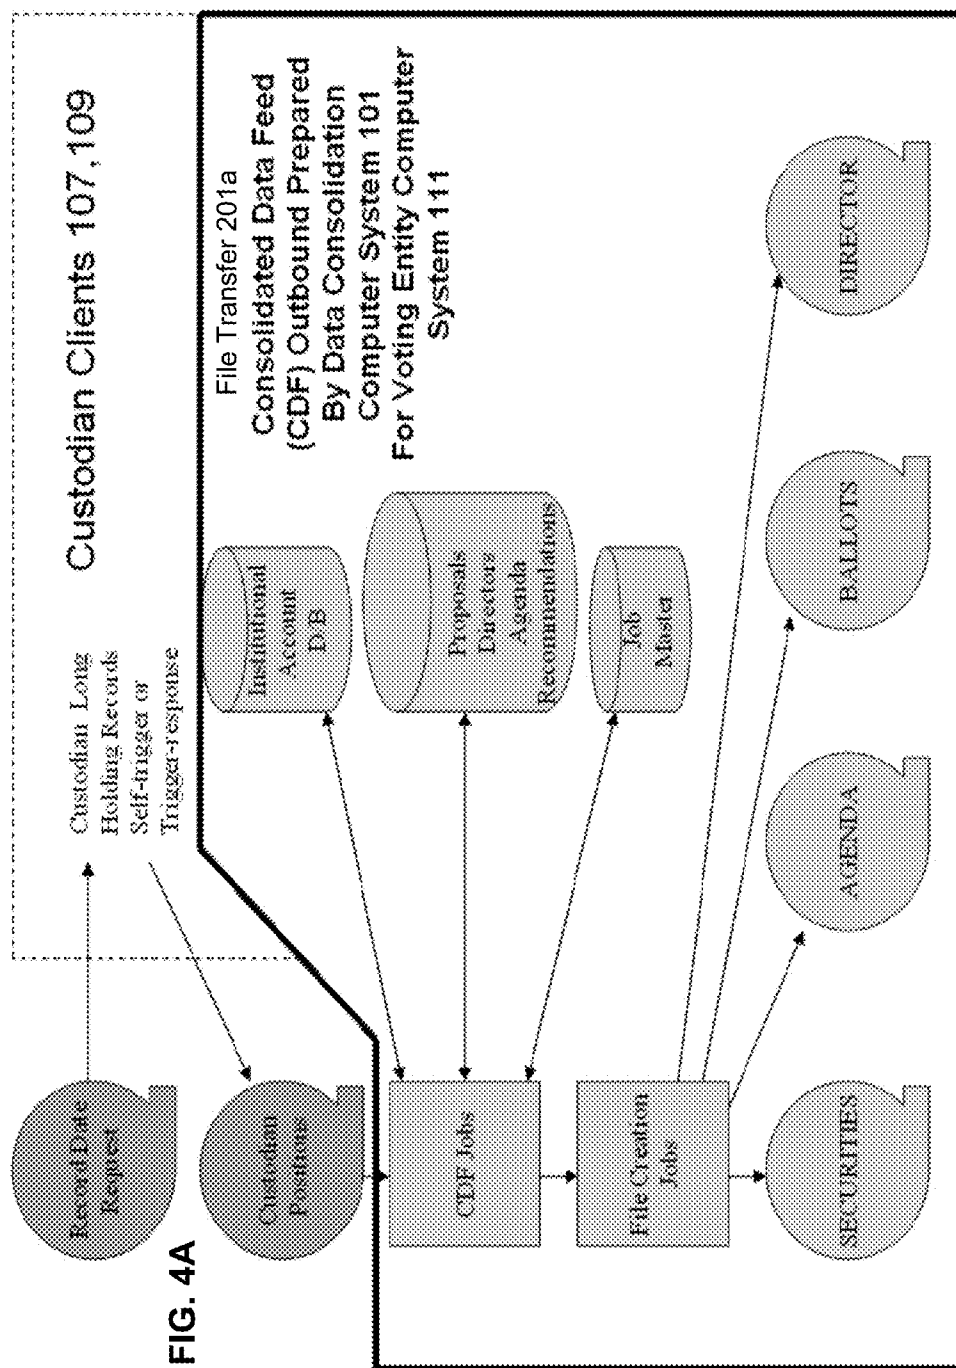 FIG. 4A
Record Date
Request
Custodian Long
Holding Records
Self-trigger or
Trigger-response
Custodian Clients 107,109
Custodian
Positions
File Transfer 201a
Consolidated Data Feed
(CDF) Outbound Prepared
By Data Consolidation
Computer System 101
For Voting Entity Computer
System 111
Institutional
Account
D/B
CDF Jobs
Proposals
Directors
Agenda
Recommendations
Job
Master
File Creation
Jobs
SECURITIES
AGENDA
BALLOTS
DIRECTOR